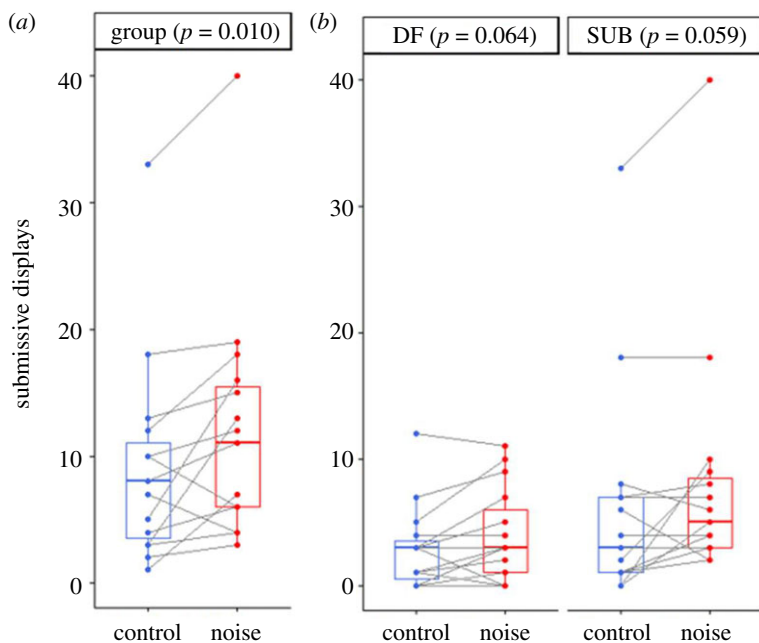 (a)
group (p = 0.010)
(b)
DF (p = 0.064)
SUB (p = 0.059)
submissive displays
40
30
20
10
0
40
30
20
10
0
control
noise
control
noise
control
noise